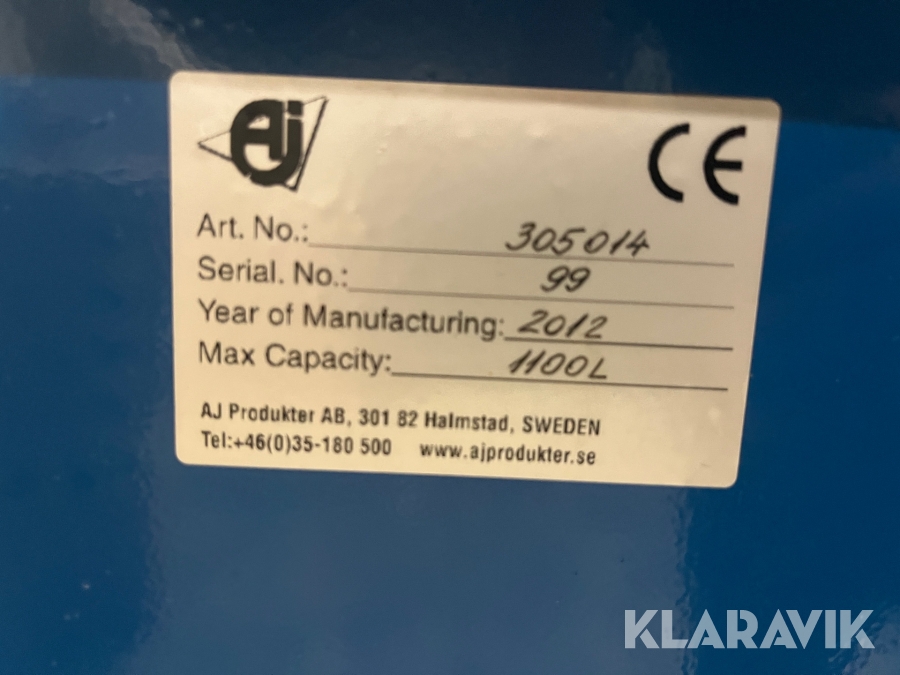 Aj
CE
Art. No.: 305014
Serial. No.: 99
Year of Manufacturing: 2012
Max Capacity: 1100L
AJ Produkter AB, 301 82 Halmstad, SWEDEN
Tel:+46(0)35-180 500 www.ajprodukter.se
KLARAVIK